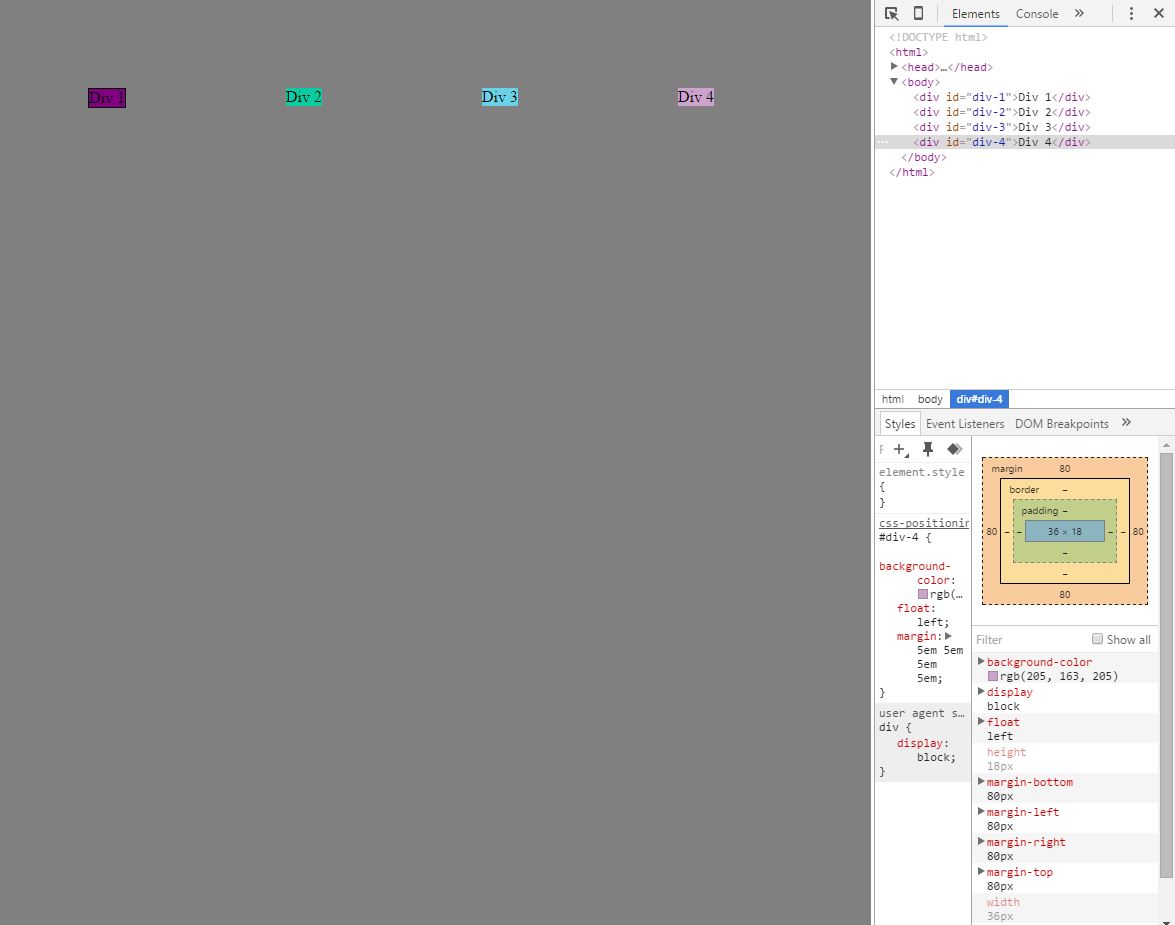 Div 1 Div 2 Div 3 Div 4
Elements Console »
<!DOCTYPE html>
<html>
<head>…</head>
<body>
<div id="div-1">Div 1</div>
<div id="div-2">Div 2</div>
<div id="div-3">Div 3</div>
... <div id="div-4">Div 4</div>
</body>
</html>
html body div#div-4
Styles Event Listeners DOM Breakpoints »
+
element.style
{
}
css-positionin
#div-4 {
background-
color:
rgb(…
float:
left;
margin:
5em 5em
5em
5em;
}
user agent s…
div {
display:
block;
}
margin 80
border –
padding –
80 – – 36 × 18 – – 80
–
–
80
Filter Show all
background-color
rgb(205, 163, 205)
display
block
float
left
height
18px
margin-bottom
80px
margin-left
80px
margin-right
80px
margin-top
80px
width
36px